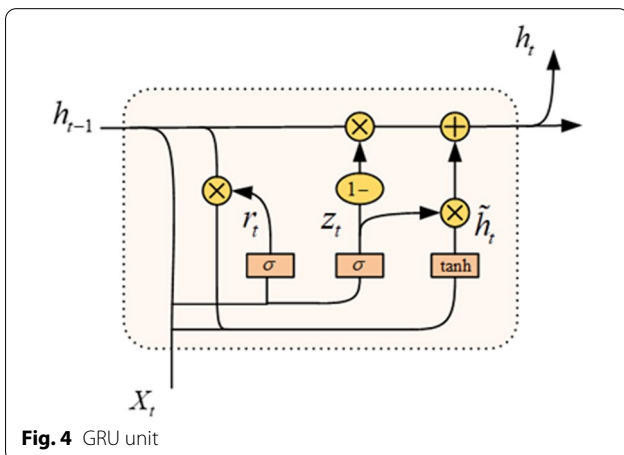 h_t
h_{t-1}
× +
× 1−
r_t z_t × h̃_t
σ σ tanh
X_t
Fig. 4 GRU unit